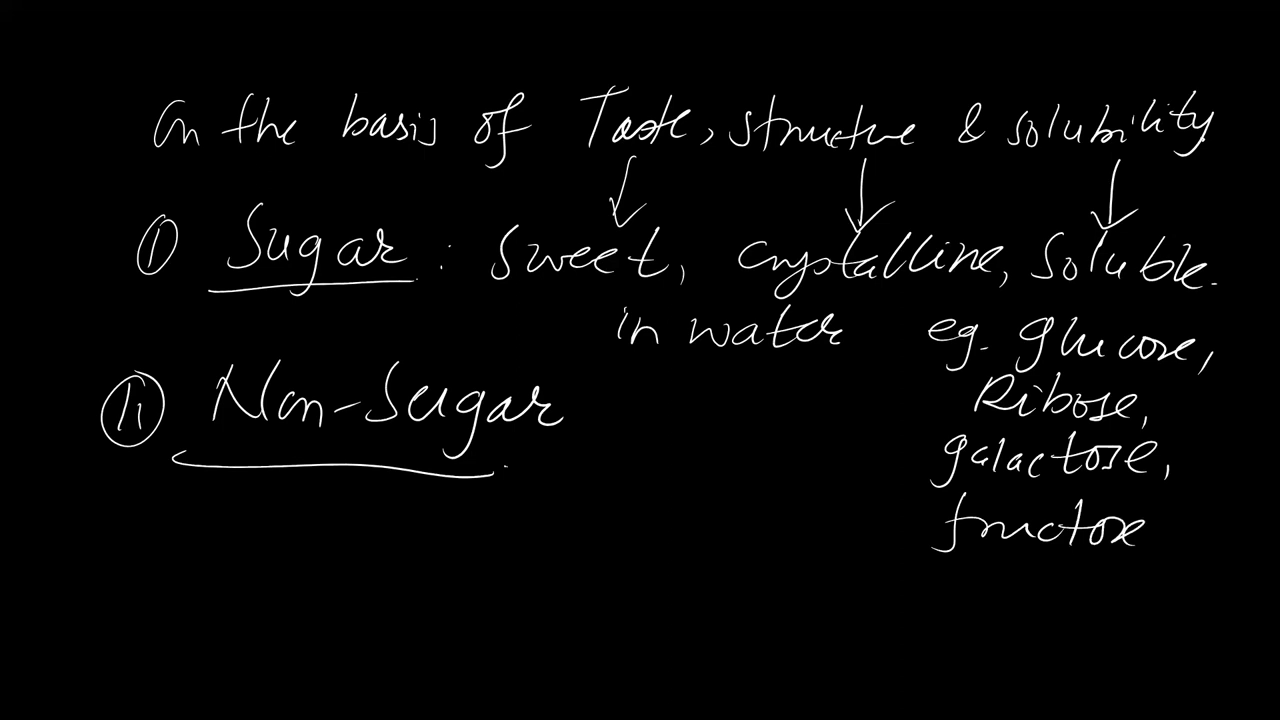 On the basis of Taste, structure & solubility
① Sugar : Sweet, crystalline, soluble.
in water eg. glucose,
Ribose,
ⓘⓘ Non-Sugar
galactose,
fructose